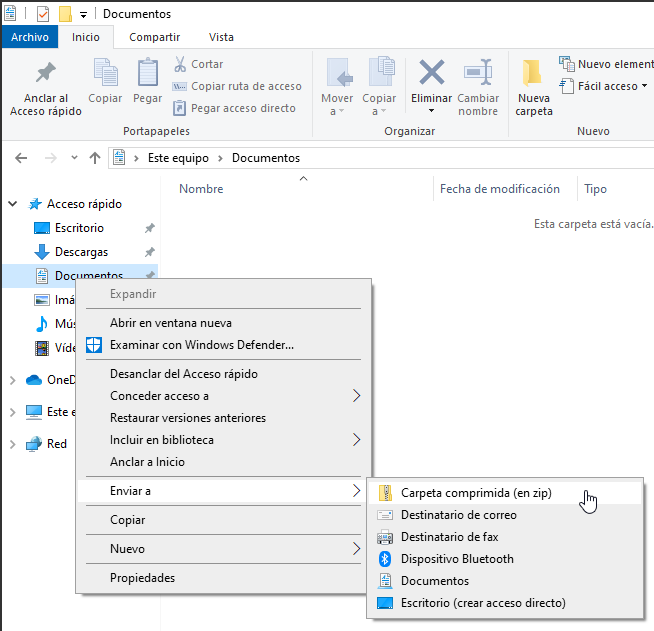 Documentos
Archivo Inicio Compartir Vista
Anclar al
Acceso rápido
Copiar
Pegar
Cortar
Copiar ruta de acceso
Pegar acceso directo
Portapapeles
Mover
a
Copiar
a
Eliminar
Cambiar
nombre
Organizar
Nueva
carpeta
Nuevo element
Fácil acceso
Nuevo
Este equipo > Documentos
Nombre Fecha de modificación Tipo
Esta carpeta está vacía.
Acceso rápido
Escritorio
Descargas
Documentos
Imá
Mús
Víde
OneD
Este e
Red
Expandir
Abrir en ventana nueva
Examinar con Windows Defender...
Desanclar del Acceso rápido
Conceder acceso a
Restaurar versiones anteriores
Incluir en biblioteca
Anclar a Inicio
Enviar a
Copiar
Nuevo
Propiedades
Carpeta comprimida (en zip)
Destinatario de correo
Destinatario de fax
Dispositivo Bluetooth
Documentos
Escritorio (crear acceso directo)